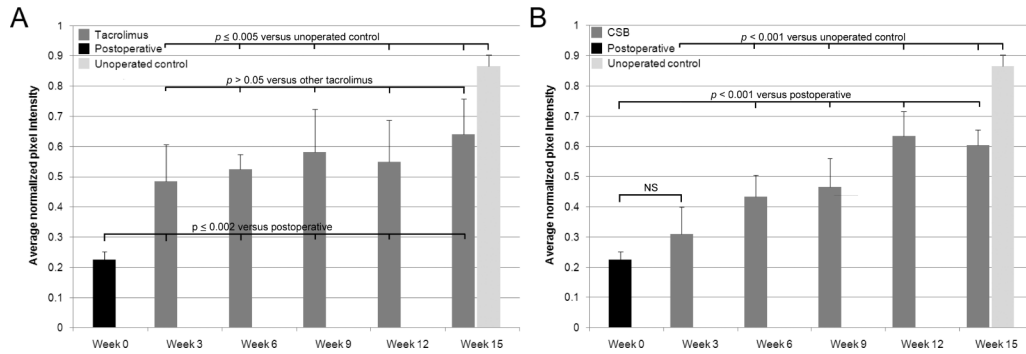 A
Average normalized pixel Intensity
1
0.9
0.8
0.7
0.6
0.5
0.4
0.3
0.2
0.1
0
Tacrolimus
Postoperative
Unoperated control
p ≤ 0.005 versus unoperated control
p > 0.05 versus other tacrolimus
p ≤ 0.002 versus postoperative
Week 0 Week 3 Week 6 Week 9 Week 12 Week 15
B
Average normalized pixel Intensity
1
0.9
0.8
0.7
0.6
0.5
0.4
0.3
0.2
0.1
0
CSB
Postoperative
Unoperated control
p < 0.001 versus unoperated control
p < 0.001 versus postoperative
NS
Week 0 Week 3 Week 6 Week 9 Week 12 Week 15